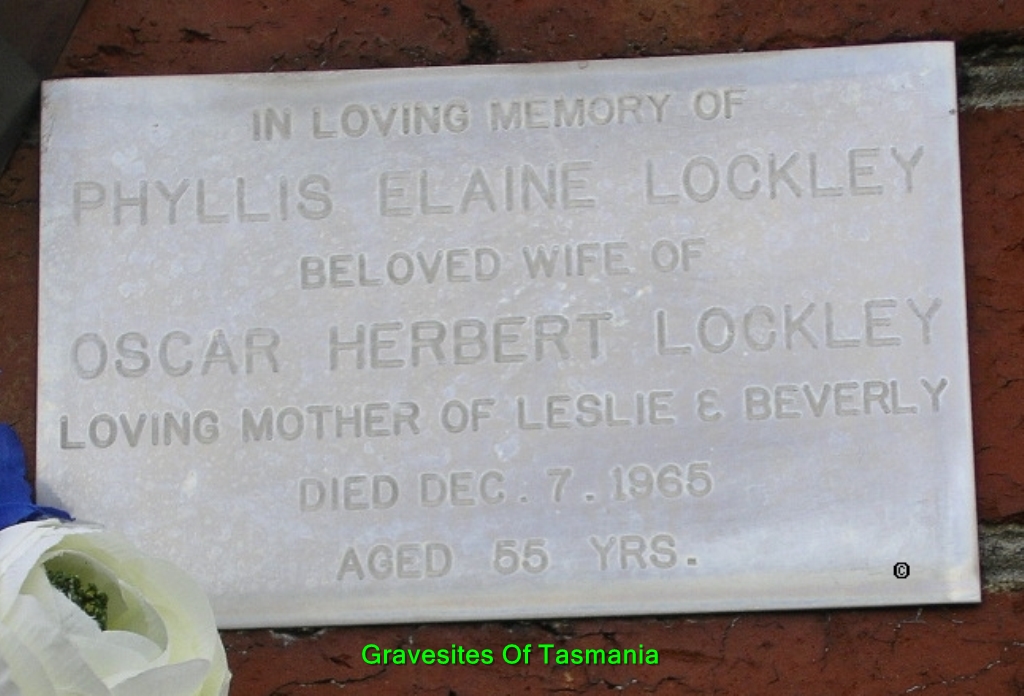 IN LOVING MEMORY OF
PHYLLIS ELAINE LOCKLEY
BELOVED WIFE OF
OSCAR HERBERT LOCKLEY
LOVING MOTHER OF LESLIE & BEVERLY
DIED DEC. 7. 1965
AGED 55 YRS.
©
Gravesites Of Tasmania